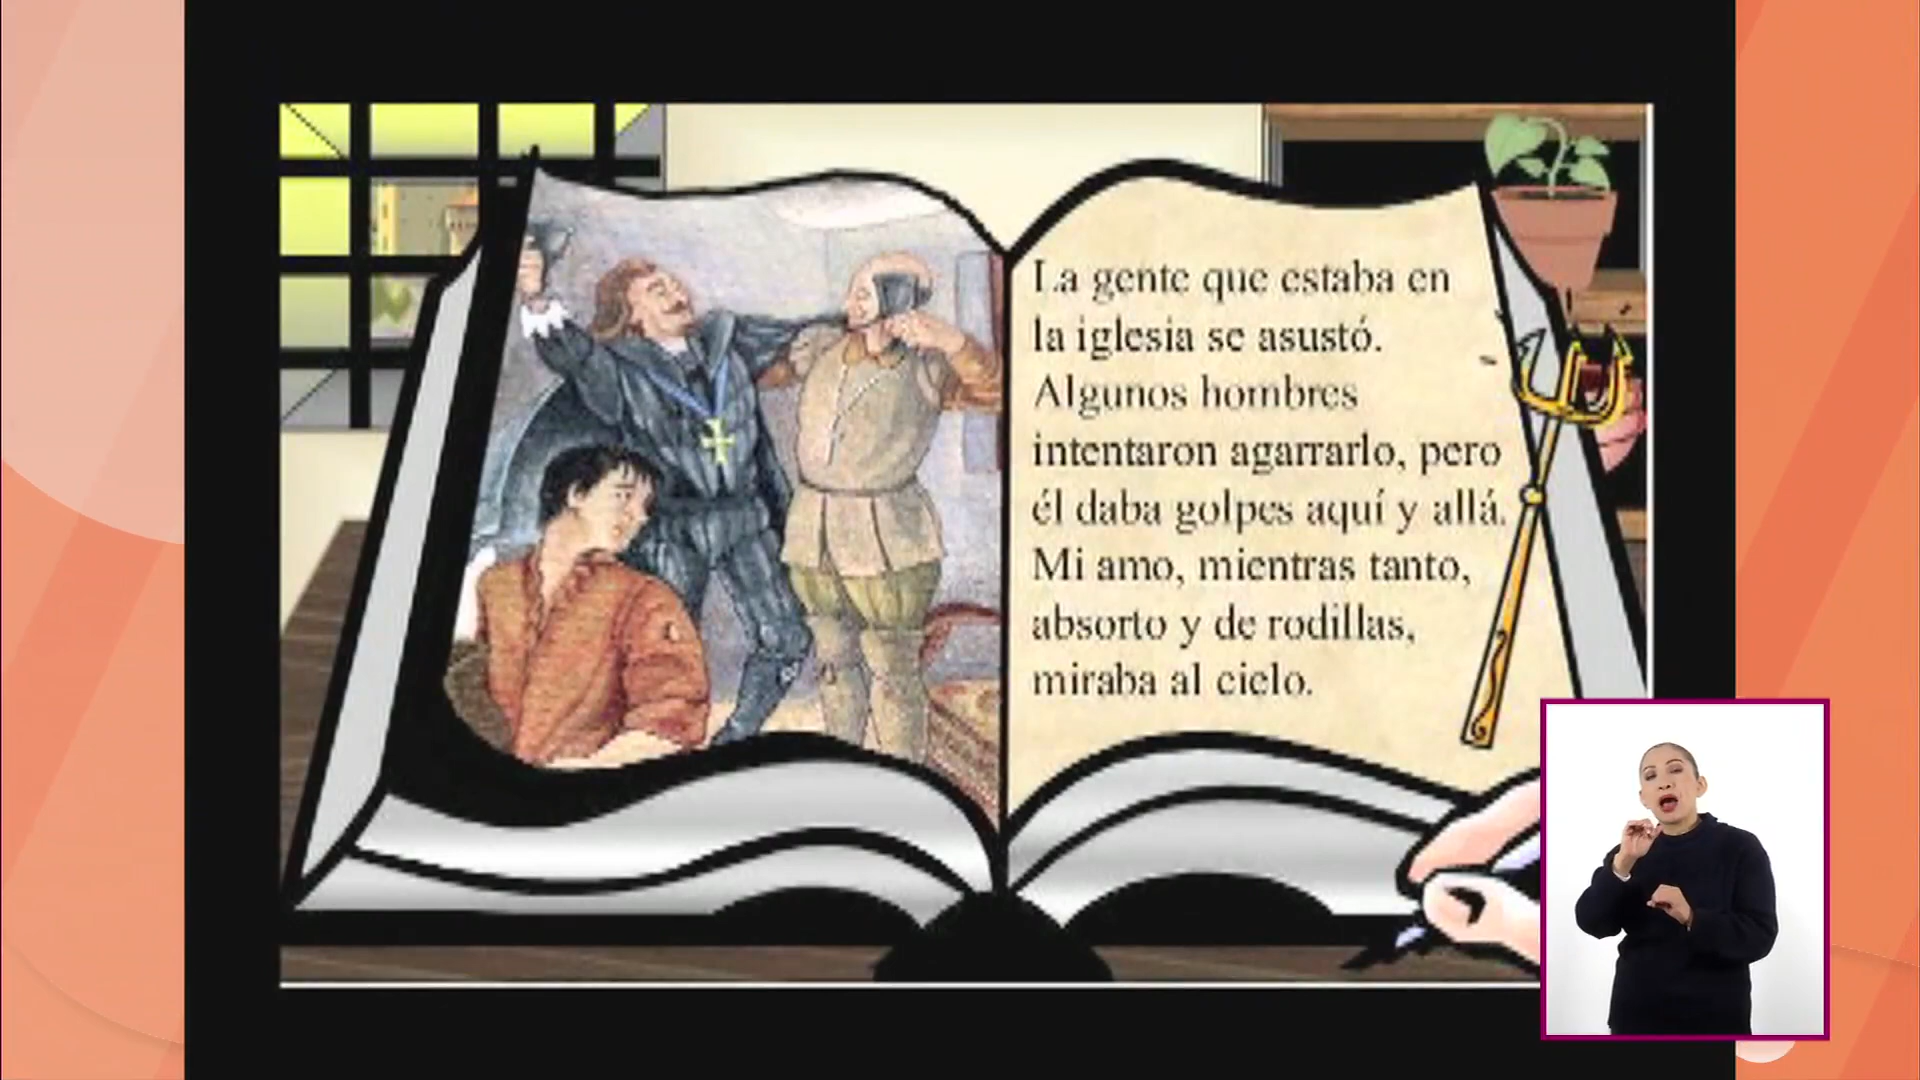 La gente que estaba en
la iglesia se asustó.
Algunos hombres
intentaron agarrarlo, pero
él daba golpes aquí y allá.
Mi amo, mientras tanto,
absorto y de rodillas,
miraba al cielo.